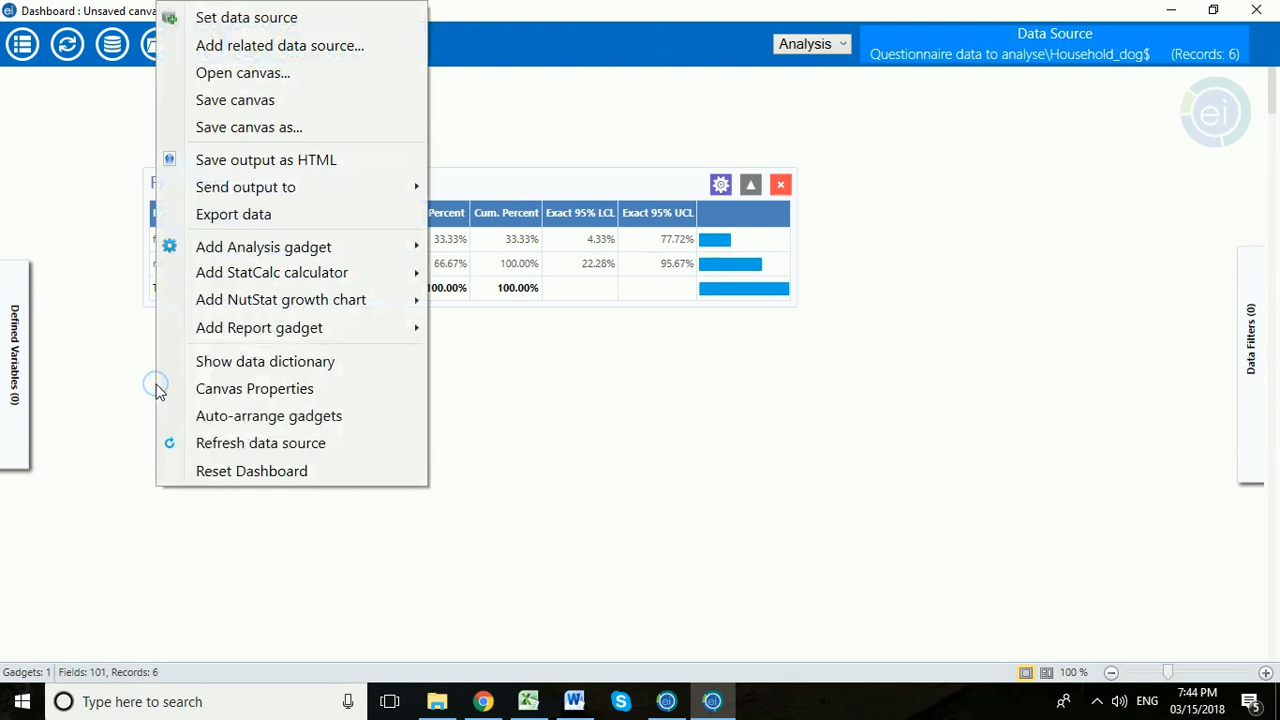 Dashboard : Unsaved canva
Analysis
Data Source
Questionnaire data to analyse\Household_dog$ (Records: 6)
ei
Set data source
Add related data source...
Open canvas...
Save canvas
Save canvas as...
Save output as HTML
Send output to
Export data
Add Analysis gadget
Add StatCalc calculator
Add NutStat growth chart
Add Report gadget
Show data dictionary
Canvas Properties
Auto-arrange gadgets
Refresh data source
Reset Dashboard
Percent Cum. Percent Exact 95% LCL Exact 95% UCL
33.33% 33.33% 4.33% 77.72%
66.67% 100.00% 22.28% 95.67%
100.00% 100.00%
Defined Variables (0)
Data Filters (0)
Gadgets: 1 Fields: 101, Records: 6
100 %
Type here to search
ENG
7:44 PM
03/15/2018
5